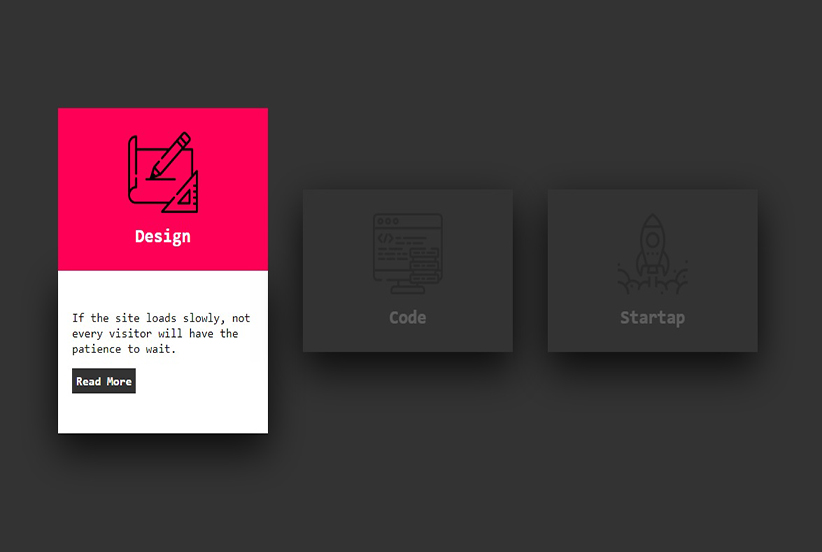 Design
If the site loads slowly, not
every visitor will have the
patience to wait.
Read More
Code
Startap